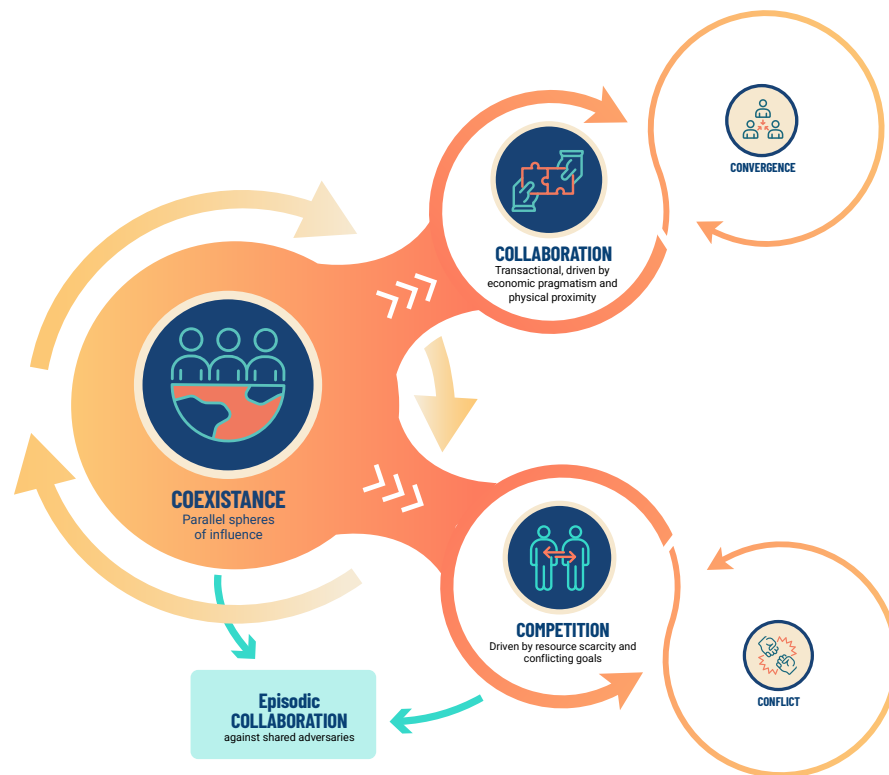 CONVERGENCE
COLLABORATION
Transactional, driven by
economic pragmatism and
physical proximity
COEXISTANCE
Parallel spheres
of influence
COMPETITION
Driven by resource scarcity and
conflicting goals
CONFLICT
Episodic
COLLABORATION
against shared adversaries